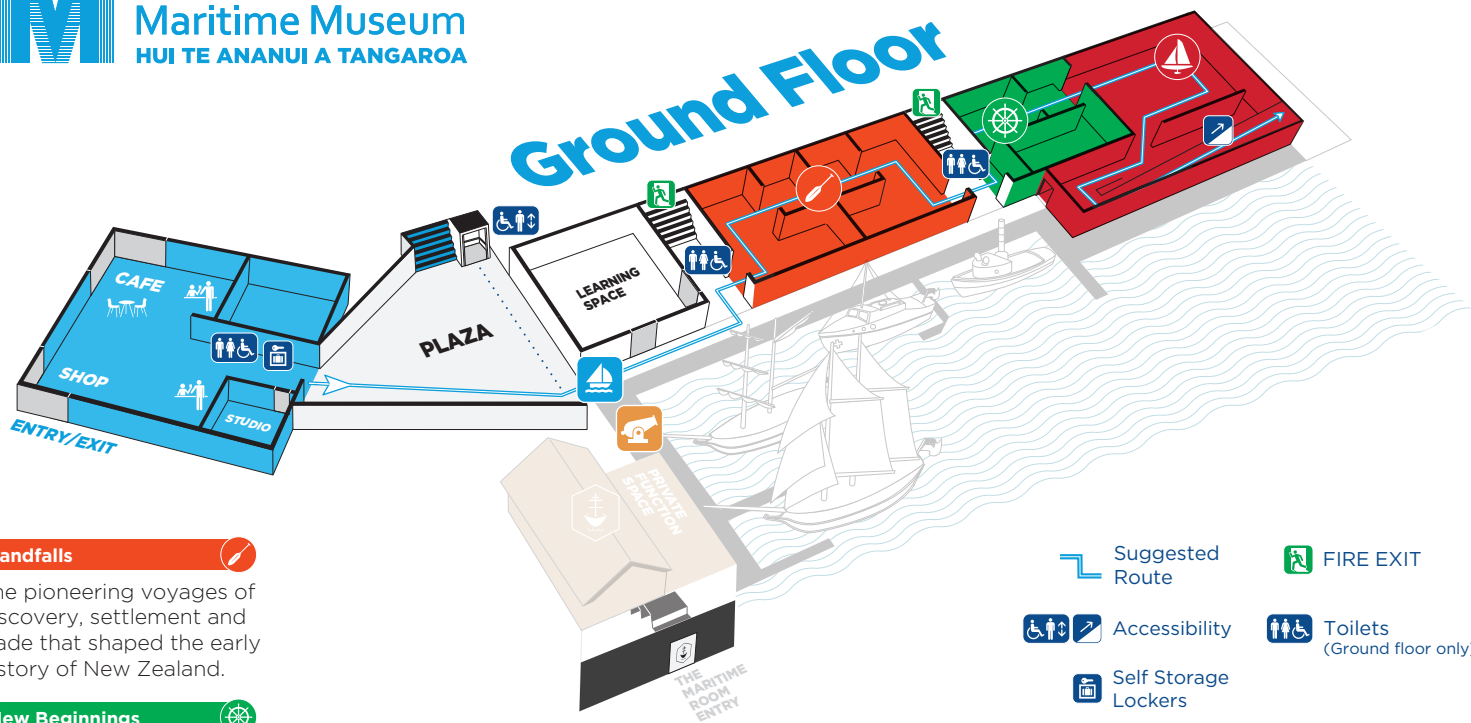 Maritime Museum
HUI TE ANANUI A TANGAROA
Ground Floor
CAFE
SHOP
STUDIO
ENTRY/EXIT
PLAZA
LEARNING
SPACE
PRIVATE
FUNCTION
SPACE
THE
MARITIME
ROOM
ENTRY
andfalls
he pioneering voyages of
scovery, settlement and
ade that shaped the early
story of New Zealand.
New Beginnings
Suggested
Route
FIRE EXIT
Accessibility
Toilets
(Ground floor only)
Self Storage
Lockers